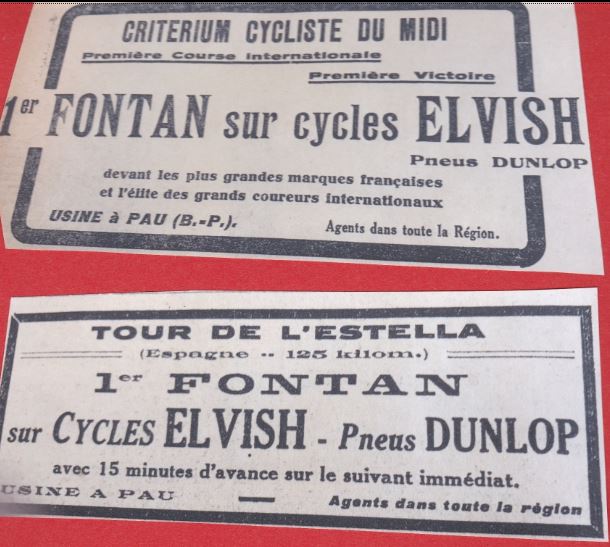 CRITERIUM CYCLISTE DU MIDI
Première Course Internationale
Première Victoire
1er FONTAN sur cycles ELVISH
Pneus DUNLOP
devant les plus grandes marques françaises
et l'élite des grands coureurs internationaux
USINE à PAU (B.-P.). Agents dans toute la Région.
TOUR DE L'ESTELLA
(Espagne -- 125 kilom.)
1er FONTAN
sur CYCLES ELVISH - Pneus DUNLOP
avec 15 minutes d'avance sur le suivant immédiat.
USINE A PAU — Agents dans toute la région